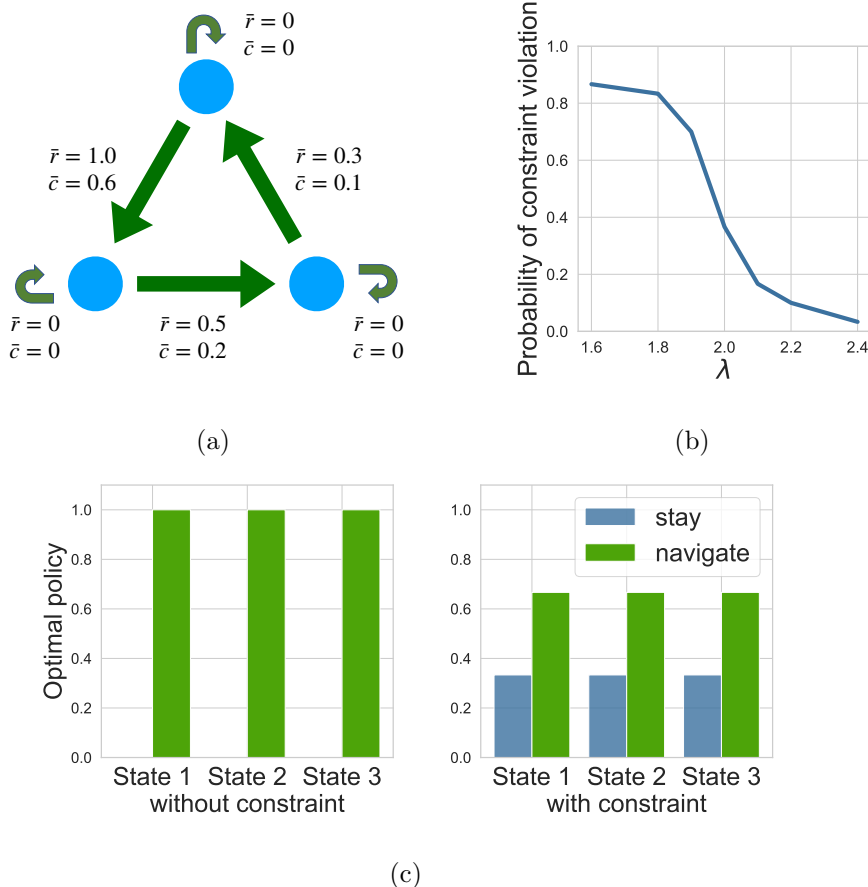 r̄ = 0
c̄ = 0
r̄ = 1.0
c̄ = 0.6
r̄ = 0.3
c̄ = 0.1
r̄ = 0
c̄ = 0
r̄ = 0.5
c̄ = 0.2
r̄ = 0
c̄ = 0
(a)
Probability of constraint violation
1.0
0.8
0.6
0.4
0.2
0.0
1.6 1.8 2.0 2.2 2.4
λ
(b)
Optimal policy
1.0
0.8
0.6
0.4
0.2
0.0
State 1 State 2 State 3
without constraint
1.0
0.8
0.6
0.4
0.2
0.0
stay
navigate
State 1 State 2 State 3
with constraint
(c)